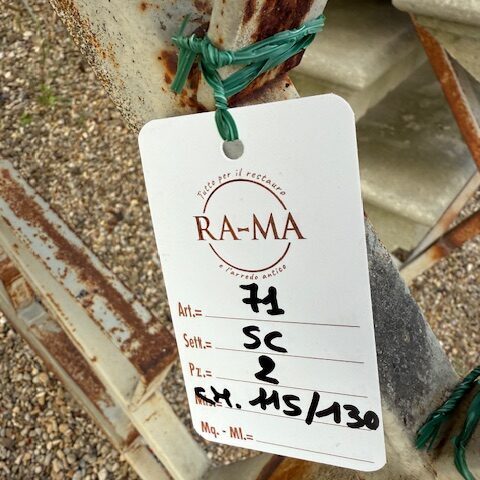 Tutto per il restauro
RA-MA
e l'arredo antico
Art.= 71
Sett.= SC
Pz.= 2
CM. 115/130
Mq. - Ml.=